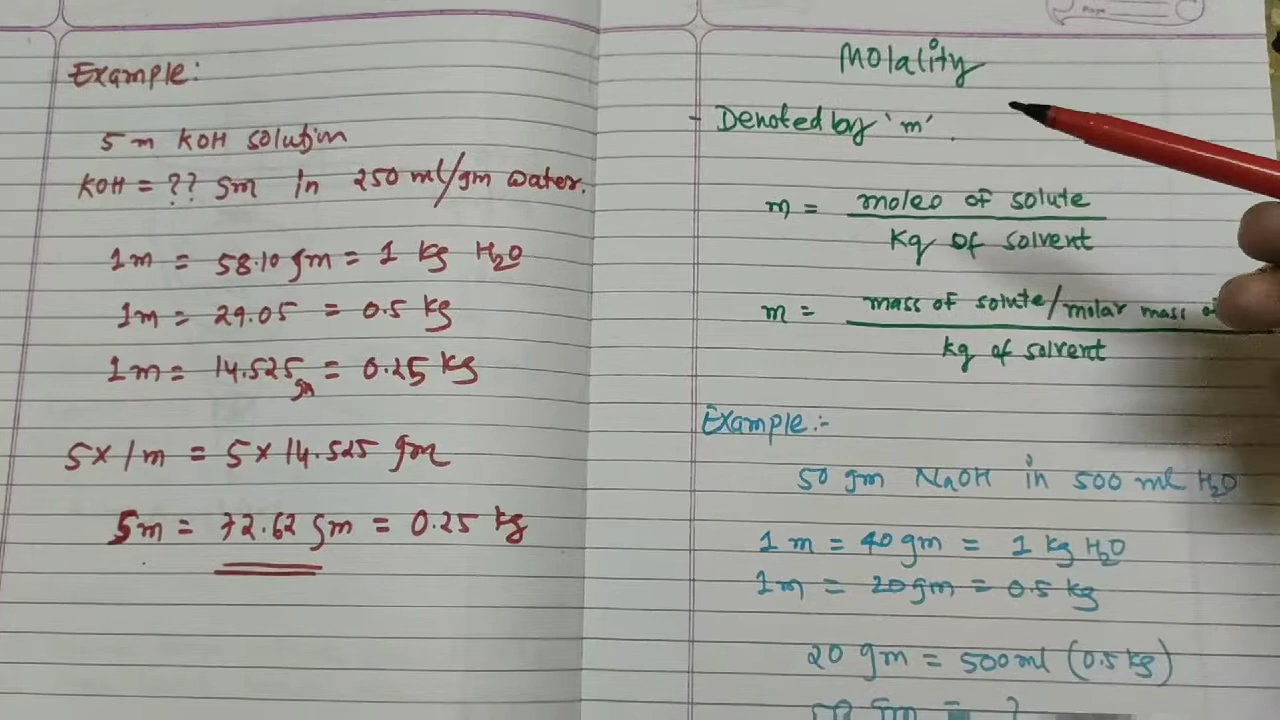 Example:
5 m KOH solution
KOH = ?? gm in 250 ml/gm water.
1m = 58.10 gm = 1 kg H2O
1m = 29.05 = 0.5 kg
1m = 14.525 gm = 0.25 kg
5 x 1m = 5 x 14.525 gm
5m = 72.62 gm = 0.25 kg
Molality
- Denoted by 'm'.
m = moles of solute
Kg of solvent
m = mass of solute/molar mass
kg of solvent
Example:-
50 gm NaOH in 500 ml H2O
1 m = 40 gm = 1 kg H2O
1m = 20 gm = 0.5 kg
20 gm = 500 ml (0.5 kg)
50 gm = ?